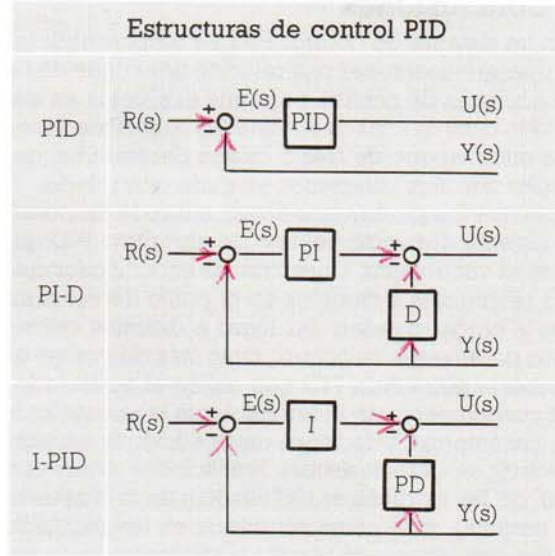 Estructuras de control PID
PID
R(s)
+
−
E(s)
PID
U(s)
Y(s)
PI-D
R(s)
+
−
E(s)
PI
+
−
U(s)
D
Y(s)
I-PID
R(s)
+
−
E(s)
I
+
−
U(s)
PD
Y(s)